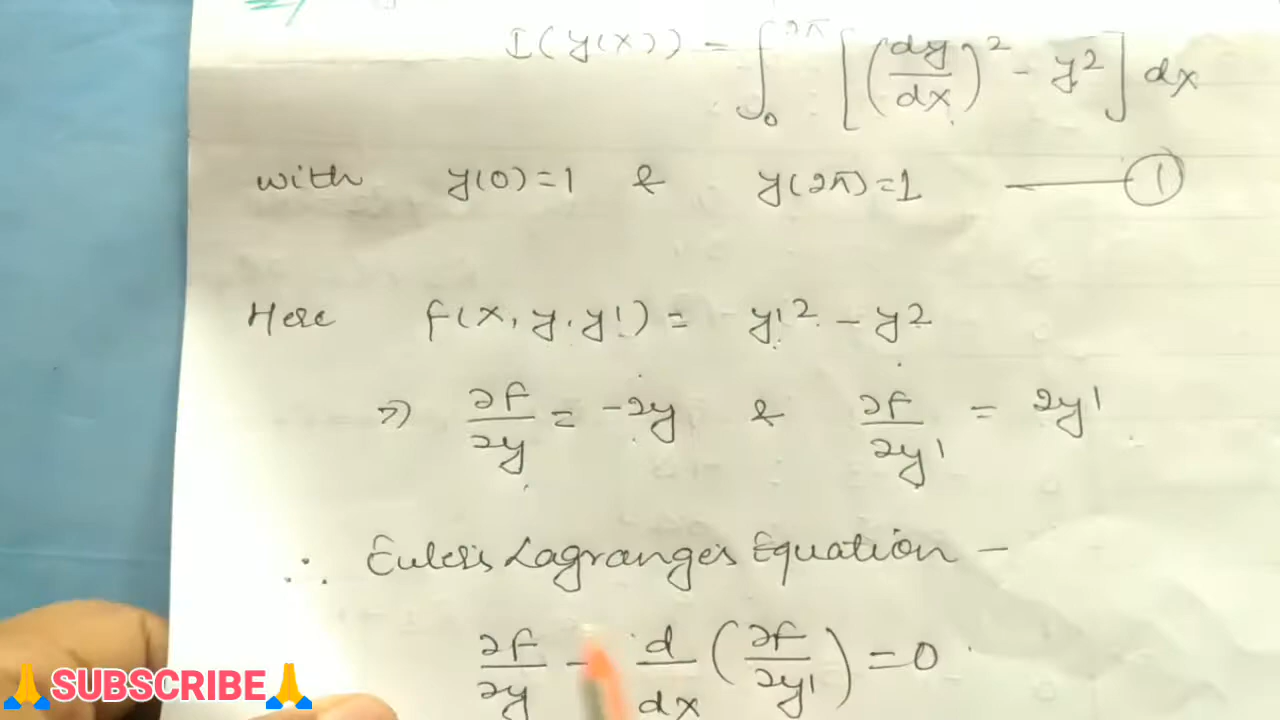 I(y(x)) = ∫₀^{2π} [(dy/dx)² - y²] dx
with y(0)=1 & y(2π)=1 —— ①
Here f(x, y, y') = y'² - y²
⇒ ∂f/∂y = -2y & ∂f/∂y' = 2y'
∴ Euler's Lagranges Equation -
∂f/∂y - d/dx (∂f/∂y') = 0
🙏SUBSCRIBE🙏